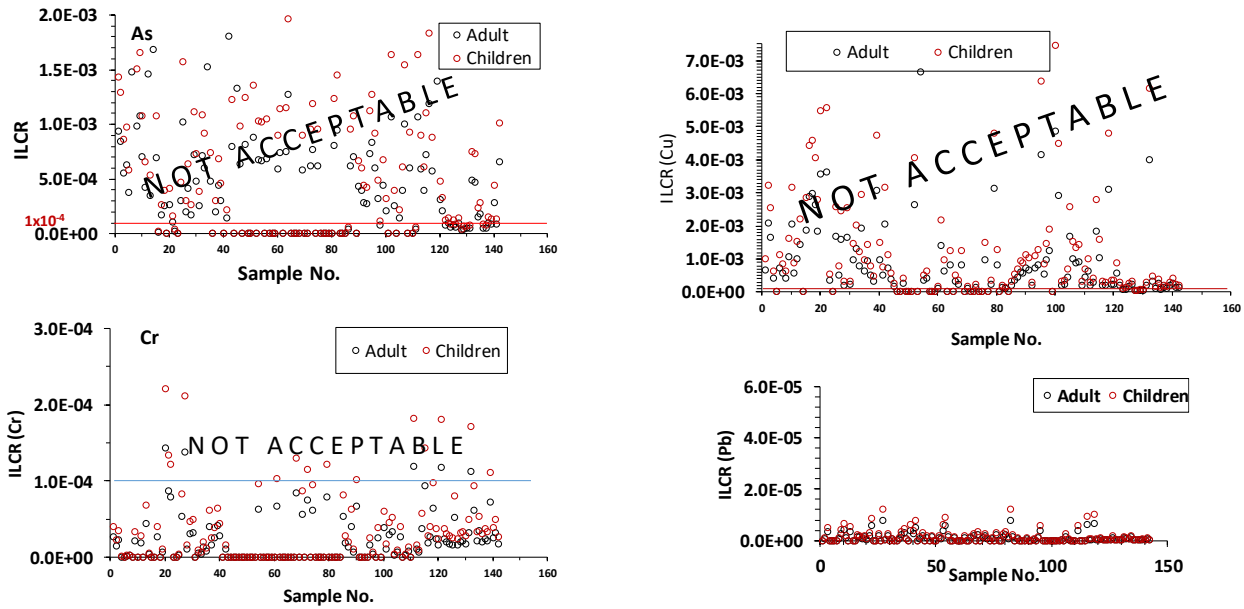 As
2.0E-03
1.5E-03
1.0E-03
5.0E-04
1x10-4
0.0E+00
ILCR
Adult
Children
NOT ACCEPTABLE
0 20 40 60 80 100 120 140 160
Sample No.
7.0E-03
6.0E-03
5.0E-03
4.0E-03
3.0E-03
2.0E-03
1.0E-03
0.0E+00
ILCR (Cu)
Adult Children
NOT ACCEPTABLE
0 20 40 60 80 100 120 140 160
Sample No.
Cr
3.0E-04
2.0E-04
1.0E-04
0.0E+00
ILCR(Cr)
Adult Children
NOT ACCEPTABLE
0 20 40 60 80 100 120 140 160
Sample No.
6.0E-05
4.0E-05
2.0E-05
0.0E+00
ILCR(Pb)
Adult Children
0 50 100 150
Sample No.